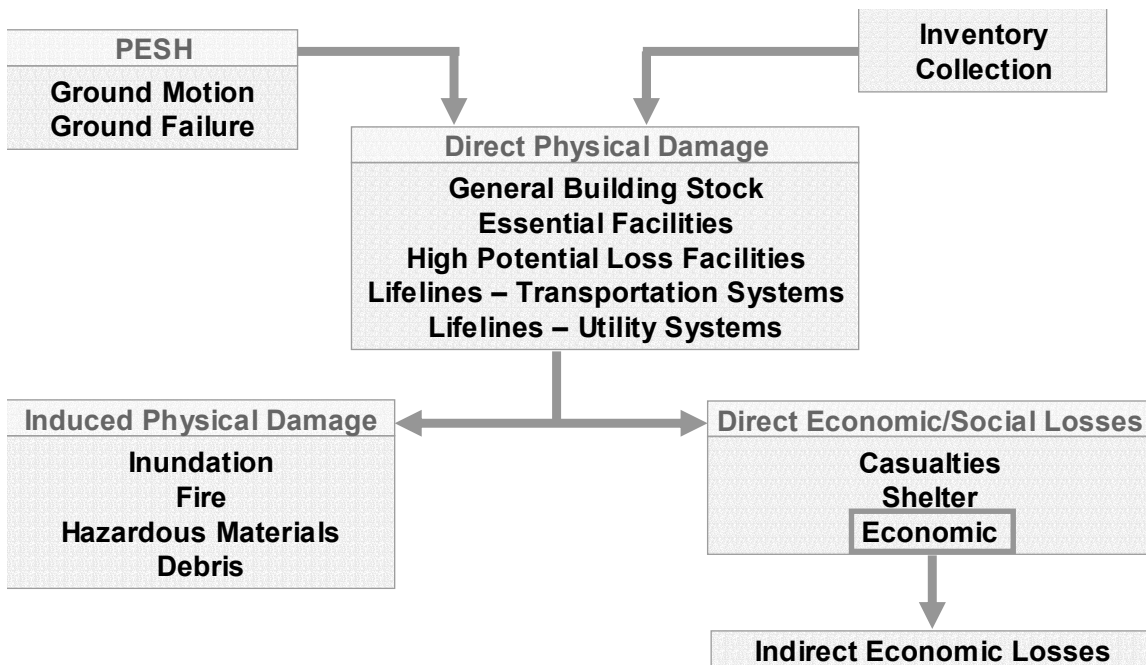 PESH
Ground Motion
Ground Failure
Inventory
Collection
Direct Physical Damage
General Building Stock
Essential Facilities
High Potential Loss Facilities
Lifelines – Transportation Systems
Lifelines – Utility Systems
Induced Physical Damage
Inundation
Fire
Hazardous Materials
Debris
Direct Economic/Social Losses
Casualties
Shelter
Economic
Indirect Economic Losses